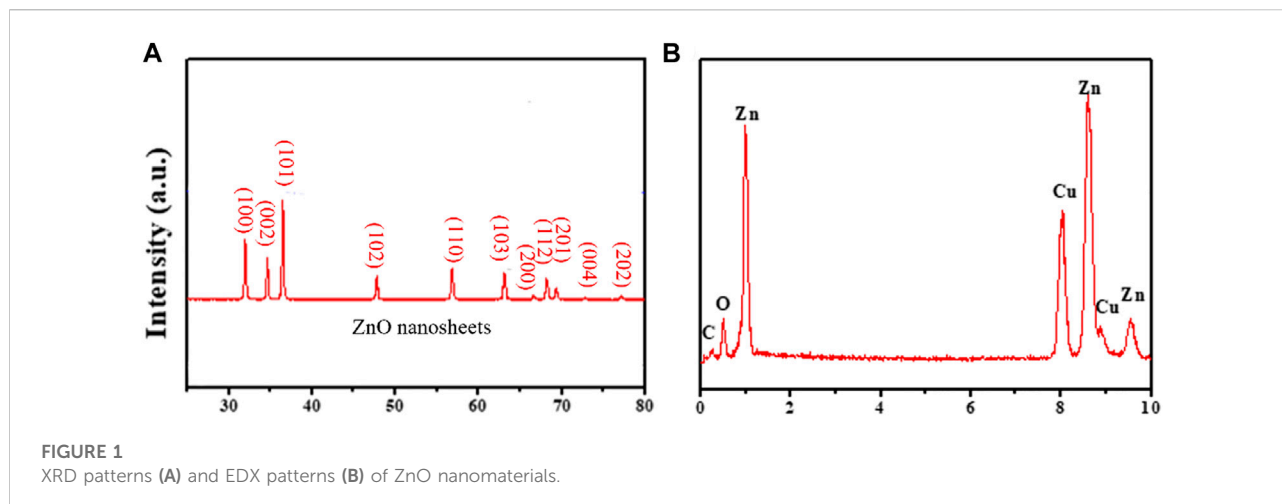 A
Intensity (a.u.)
(100)
(002)
(101)
(102)
(110)
(103)
(200)
(112)
(201)
(004)
(202)
ZnO nanosheets
30 40 50 60 70 80
B
Zn
Zn
Cu
O
C
Cu
Zn
0 2 4 6 8 10
FIGURE 1
XRD patterns (A) and EDX patterns (B) of ZnO nanomaterials.